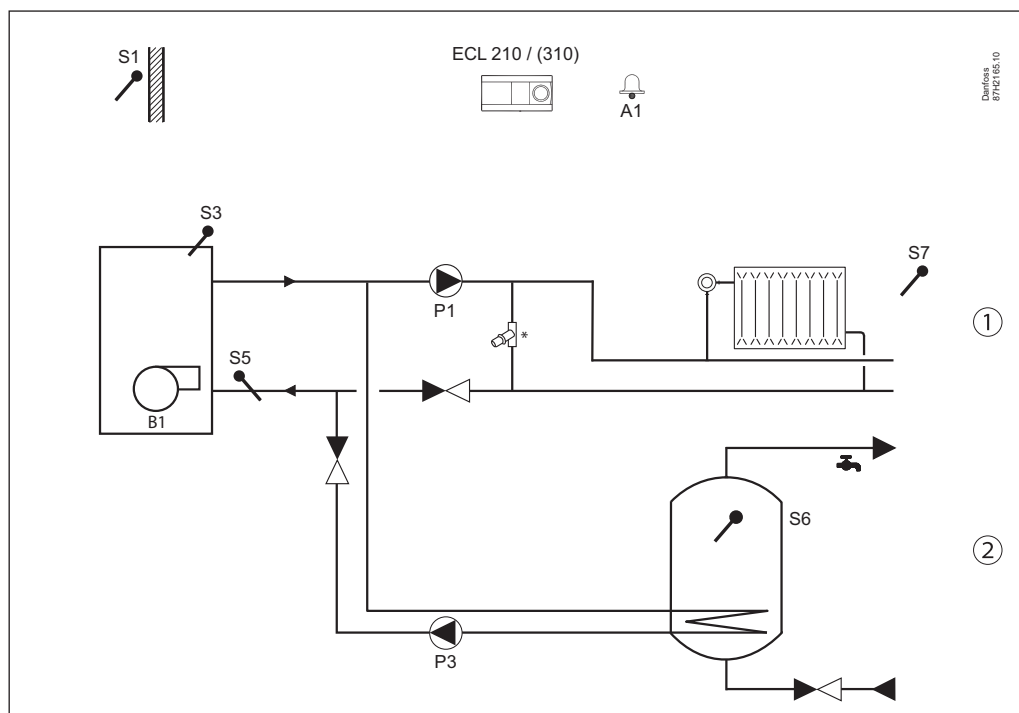 S1
ECL 210 / (310)
A1
Danfoss
87H2165.10
S3
S7
P1
*
1
S5
B1
S6
2
P3